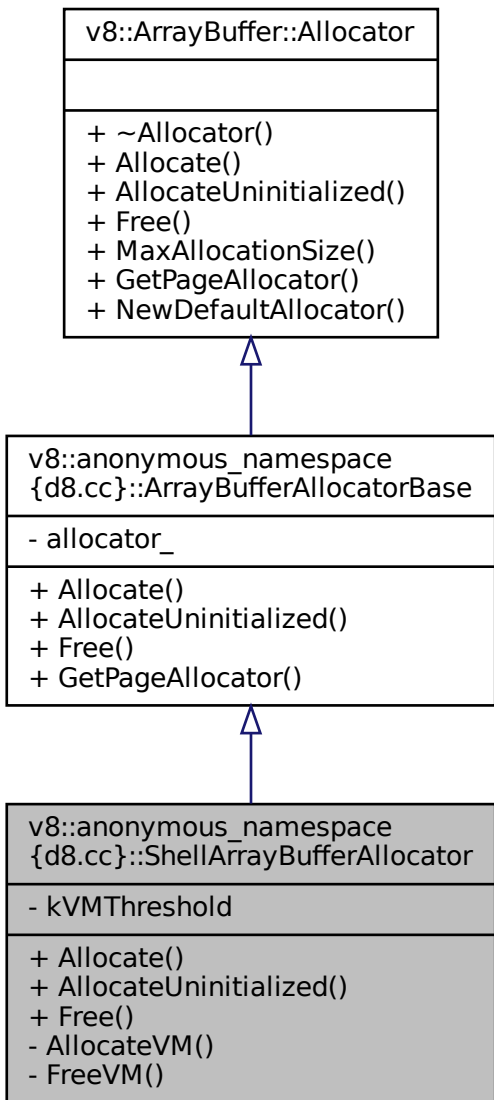 v8::ArrayBuffer::Allocator
+ ~Allocator()
+ Allocate()
+ AllocateUninitialized()
+ Free()
+ MaxAllocationSize()
+ GetPageAllocator()
+ NewDefaultAllocator()
v8::anonymous_namespace
{d8.cc}::ArrayBufferAllocatorBase
- allocator_
+ Allocate()
+ AllocateUninitialized()
+ Free()
+ GetPageAllocator()
v8::anonymous_namespace
{d8.cc}::ShellArrayBufferAllocator
- kVMThreshold
+ Allocate()
+ AllocateUninitialized()
+ Free()
- AllocateVM()
- FreeVM()